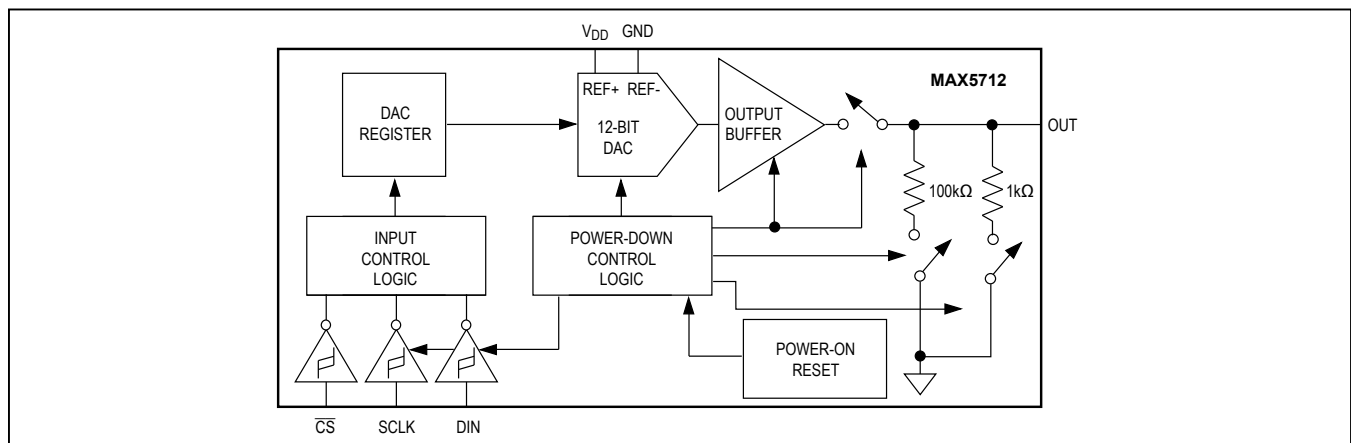 VDD GND
MAX5712
REF+ REF-
DAC
REGISTER
12-BIT
DAC
OUTPUT
BUFFER
OUT
100kΩ
1kΩ
INPUT
CONTROL
LOGIC
POWER-DOWN
CONTROL
LOGIC
POWER-ON
RESET
CS SCLK DIN